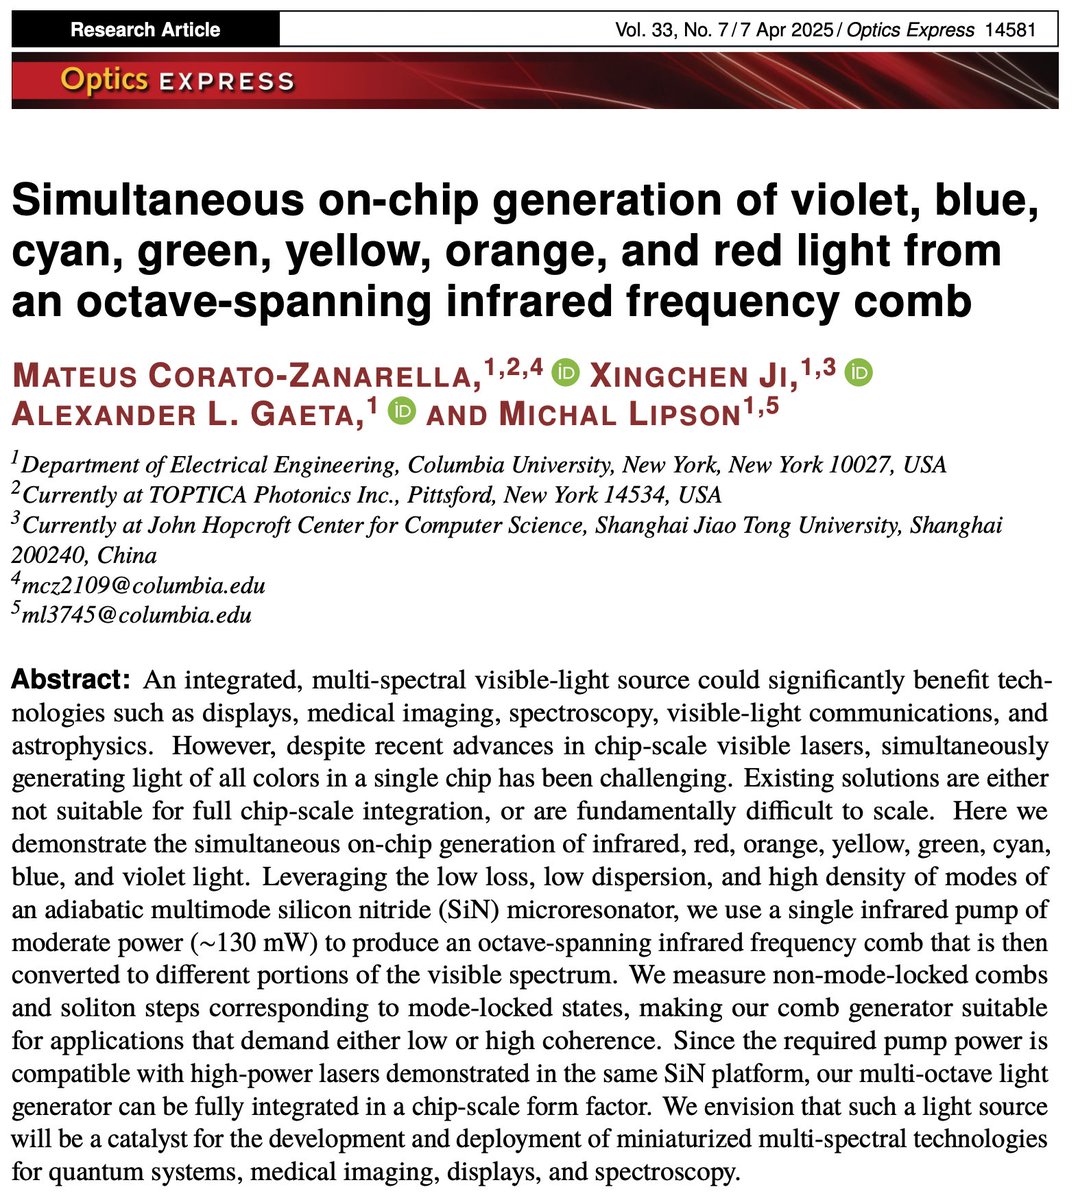 Research Article
Vol. 33, No. 7 / 7 Apr 2025 / Optics Express 14581
Optics EXPRESS
Simultaneous on-chip generation of violet, blue,
cyan, green, yellow, orange, and red light from
an octave-spanning infrared frequency comb
MATEUS CORATO-ZANARELLA,1,2,4 iD XINGCHEN JI,1,3 iD
ALEXANDER L. GAETA,1 iD AND MICHAL LIPSON1,5
1Department of Electrical Engineering, Columbia University, New York, New York 10027, USA
2Currently at TOPTICA Photonics Inc., Pittsford, New York 14534, USA
3Currently at John Hopcroft Center for Computer Science, Shanghai Jiao Tong University, Shanghai
200240, China
4mcz2109@columbia.edu
5ml3745@columbia.edu
Abstract: An integrated, multi-spectral visible-light source could significantly benefit tech-
nologies such as displays, medical imaging, spectroscopy, visible-light communications, and
astrophysics. However, despite recent advances in chip-scale visible lasers, simultaneously
generating light of all colors in a single chip has been challenging. Existing solutions are either
not suitable for full chip-scale integration, or are fundamentally difficult to scale. Here we
demonstrate the simultaneous on-chip generation of infrared, red, orange, yellow, green, cyan,
blue, and violet light. Leveraging the low loss, low dispersion, and high density of modes of
an adiabatic multimode silicon nitride (SiN) microresonator, we use a single infrared pump of
moderate power (~130 mW) to produce an octave-spanning infrared frequency comb that is then
converted to different portions of the visible spectrum. We measure non-mode-locked combs
and soliton steps corresponding to mode-locked states, making our comb generator suitable
for applications that demand either low or high coherence. Since the required pump power is
compatible with high-power lasers demonstrated in the same SiN platform, our multi-octave light
generator can be fully integrated in a chip-scale form factor. We envision that such a light source
will be a catalyst for the development and deployment of miniaturized multi-spectral technologies
for quantum systems, medical imaging, displays, and spectroscopy.